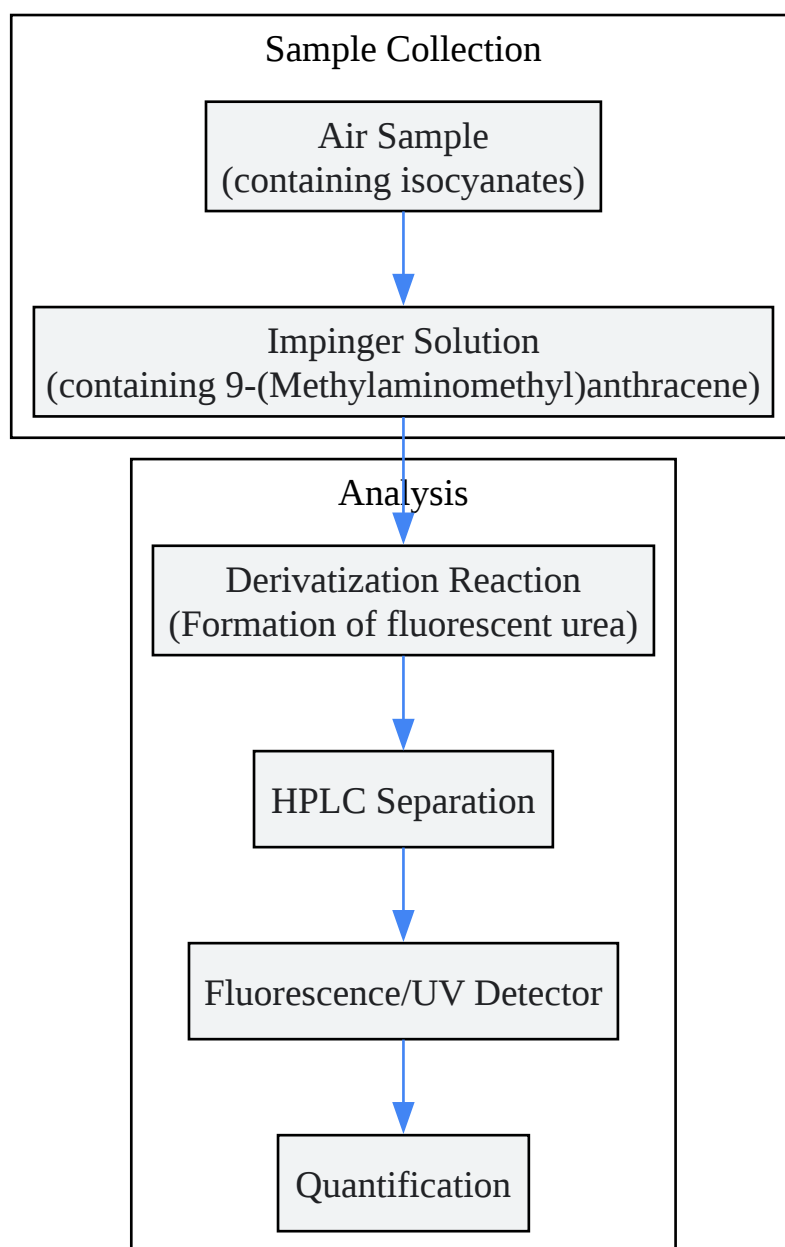 Sample Collection
Air Sample
(containing isocyanates)
Impinger Solution
(containing 9-(Methylaminomethyl)anthracene)
Analysis
Derivatization Reaction
(Formation of fluorescent urea)
HPLC Separation
Fluorescence/UV Detector
Quantification